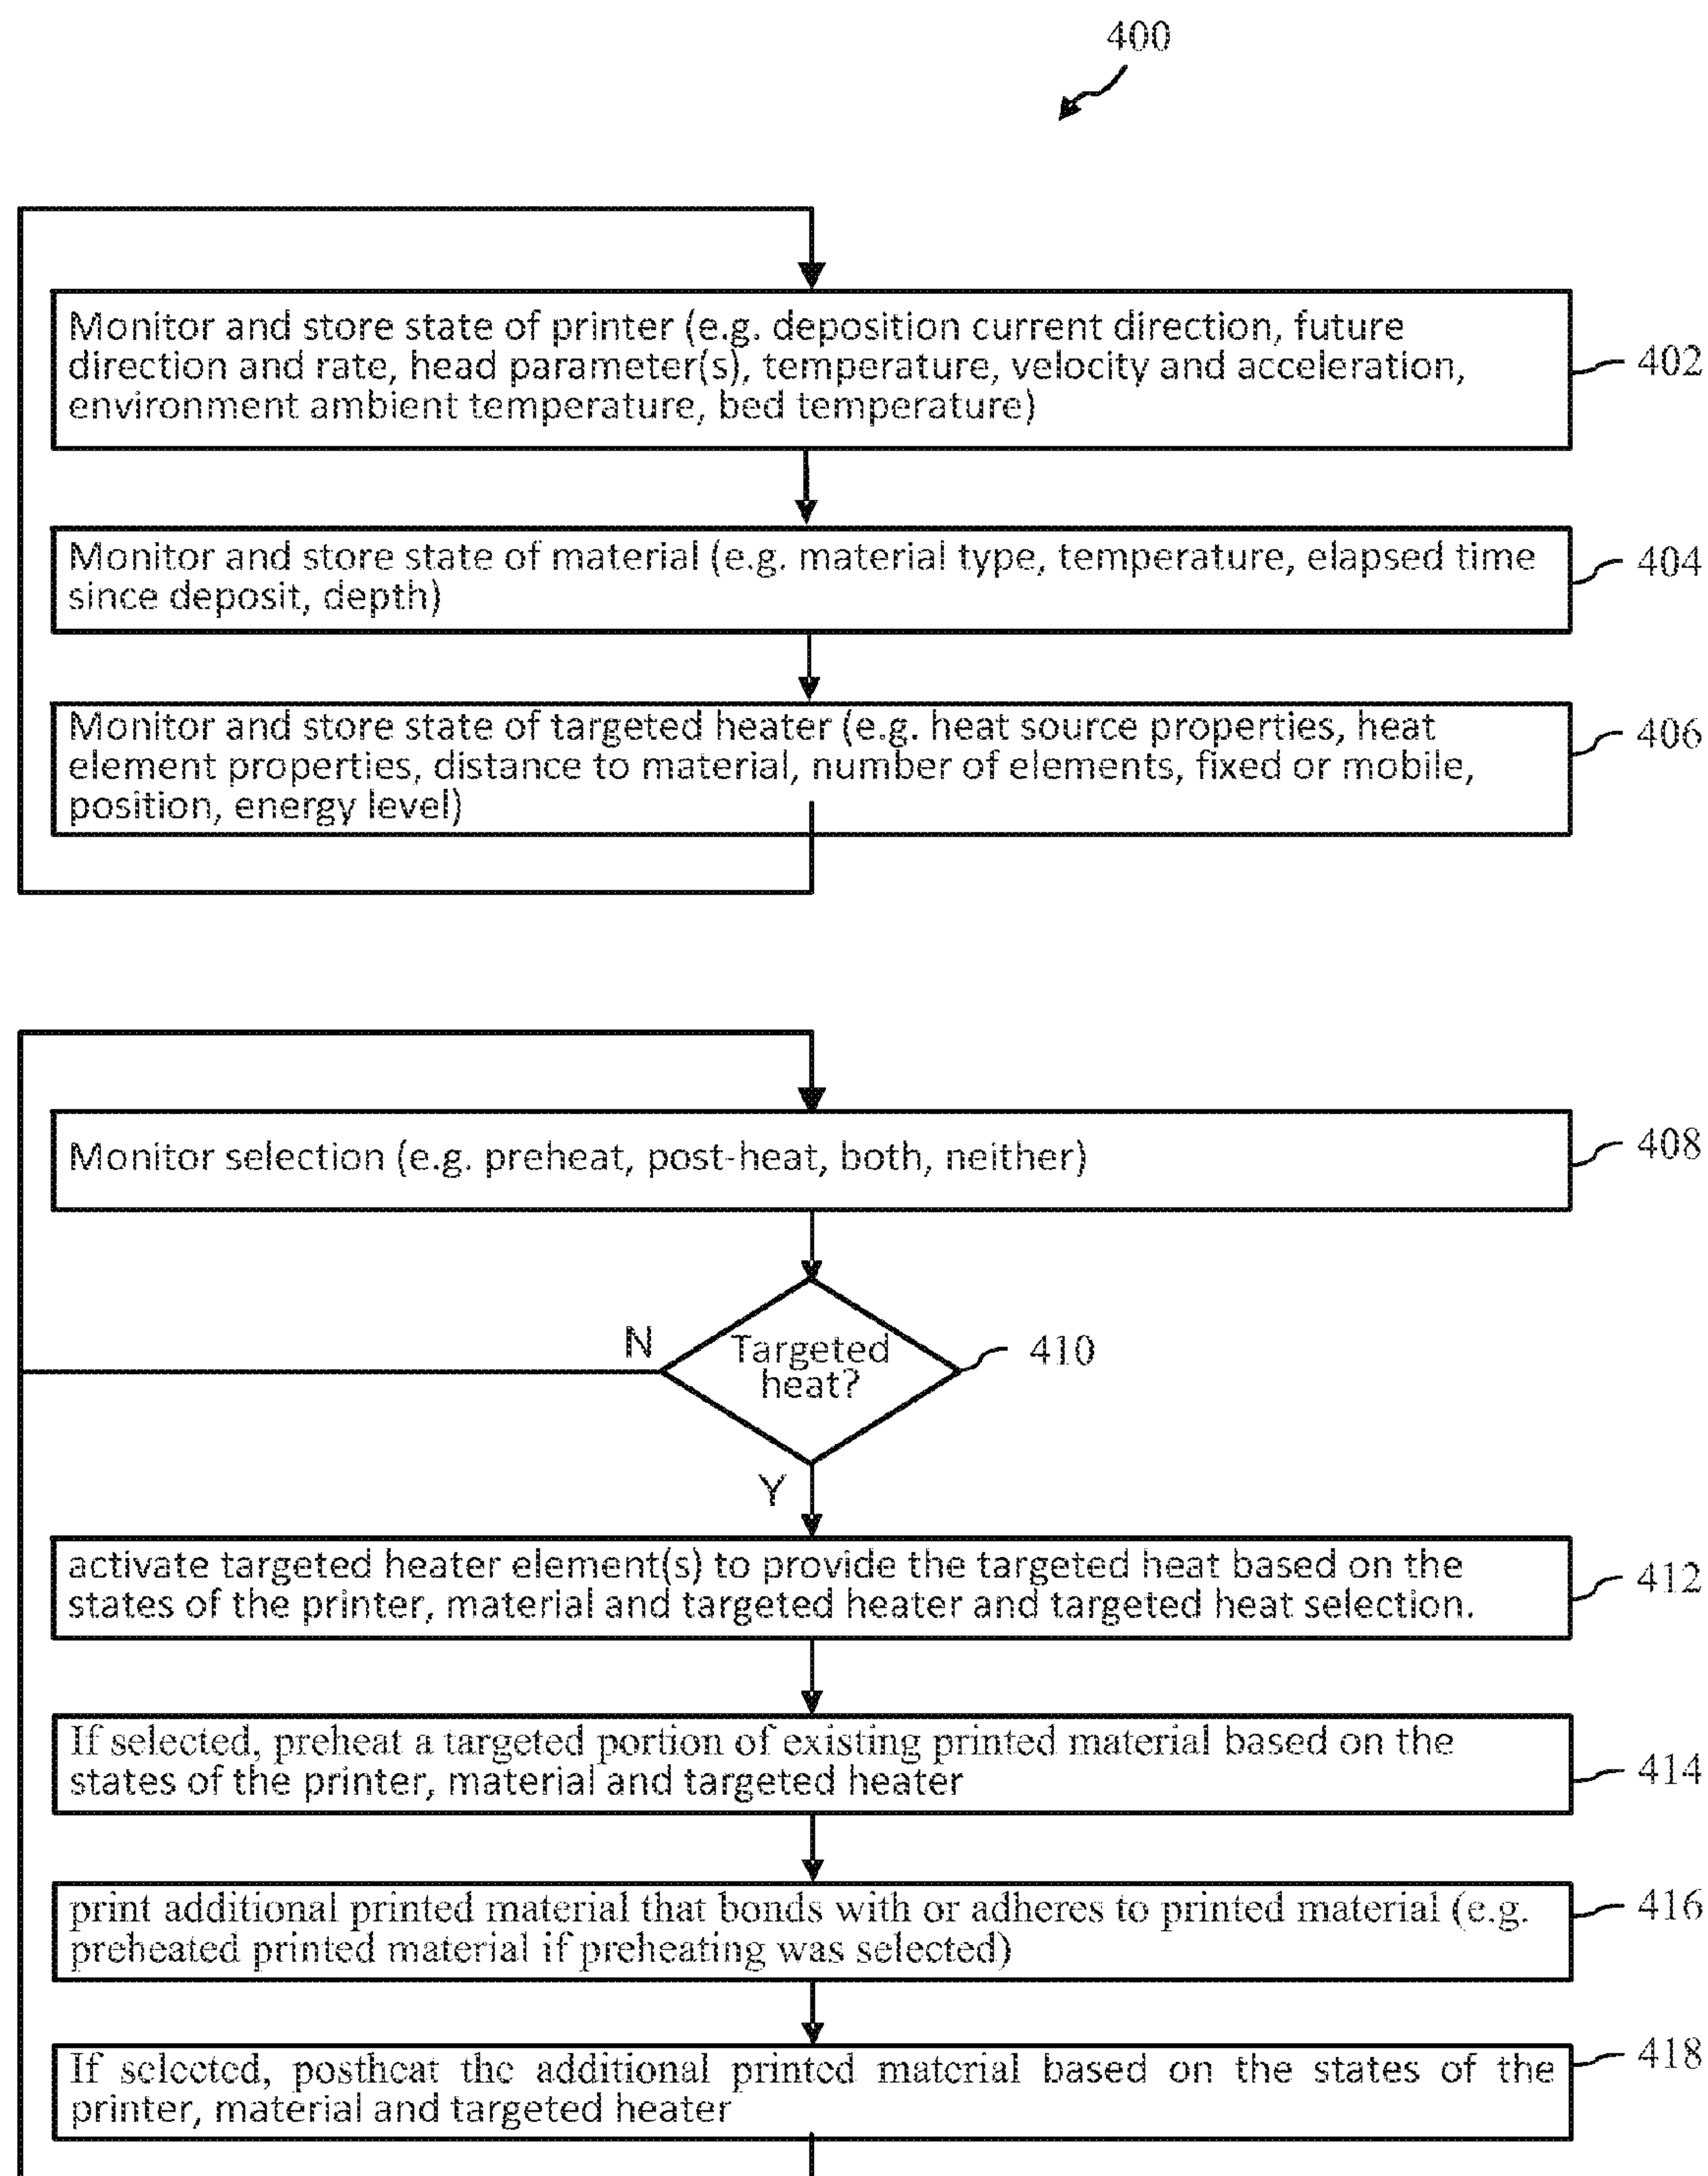 400
Monitor and store state of printer (e.g. deposition current direction, future
direction and rate, head parameter(s), temperature, velocity and acceleration,
environment ambient temperature, bed temperature)
402
Monitor and store state of material (e.g. material type, temperature, elapsed time
since deposit, depth)
404
Monitor and store state of targeted heater (e.g. heat source properties, heat
element properties, distance to material, number of elements, fixed or mobile,
position, energy level)
406
Monitor selection (e.g. preheat, post-heat, both, neither)
408
N
Targeted
heat?
410
Y
activate targeted heater element(s) to provide the targeted heat based on the
states of the printer, material and targeted heater and targeted heat selection.
412
If selected, preheat a targeted portion of existing printed material based on the
states of the printer, material and targeted heater
414
print additional printed material that bonds with or adheres to printed material (e.g.
preheated printed material if preheating was selected)
416
If selected, postheat the additional printed material based on the states of the
printer, material and targeted heater
418